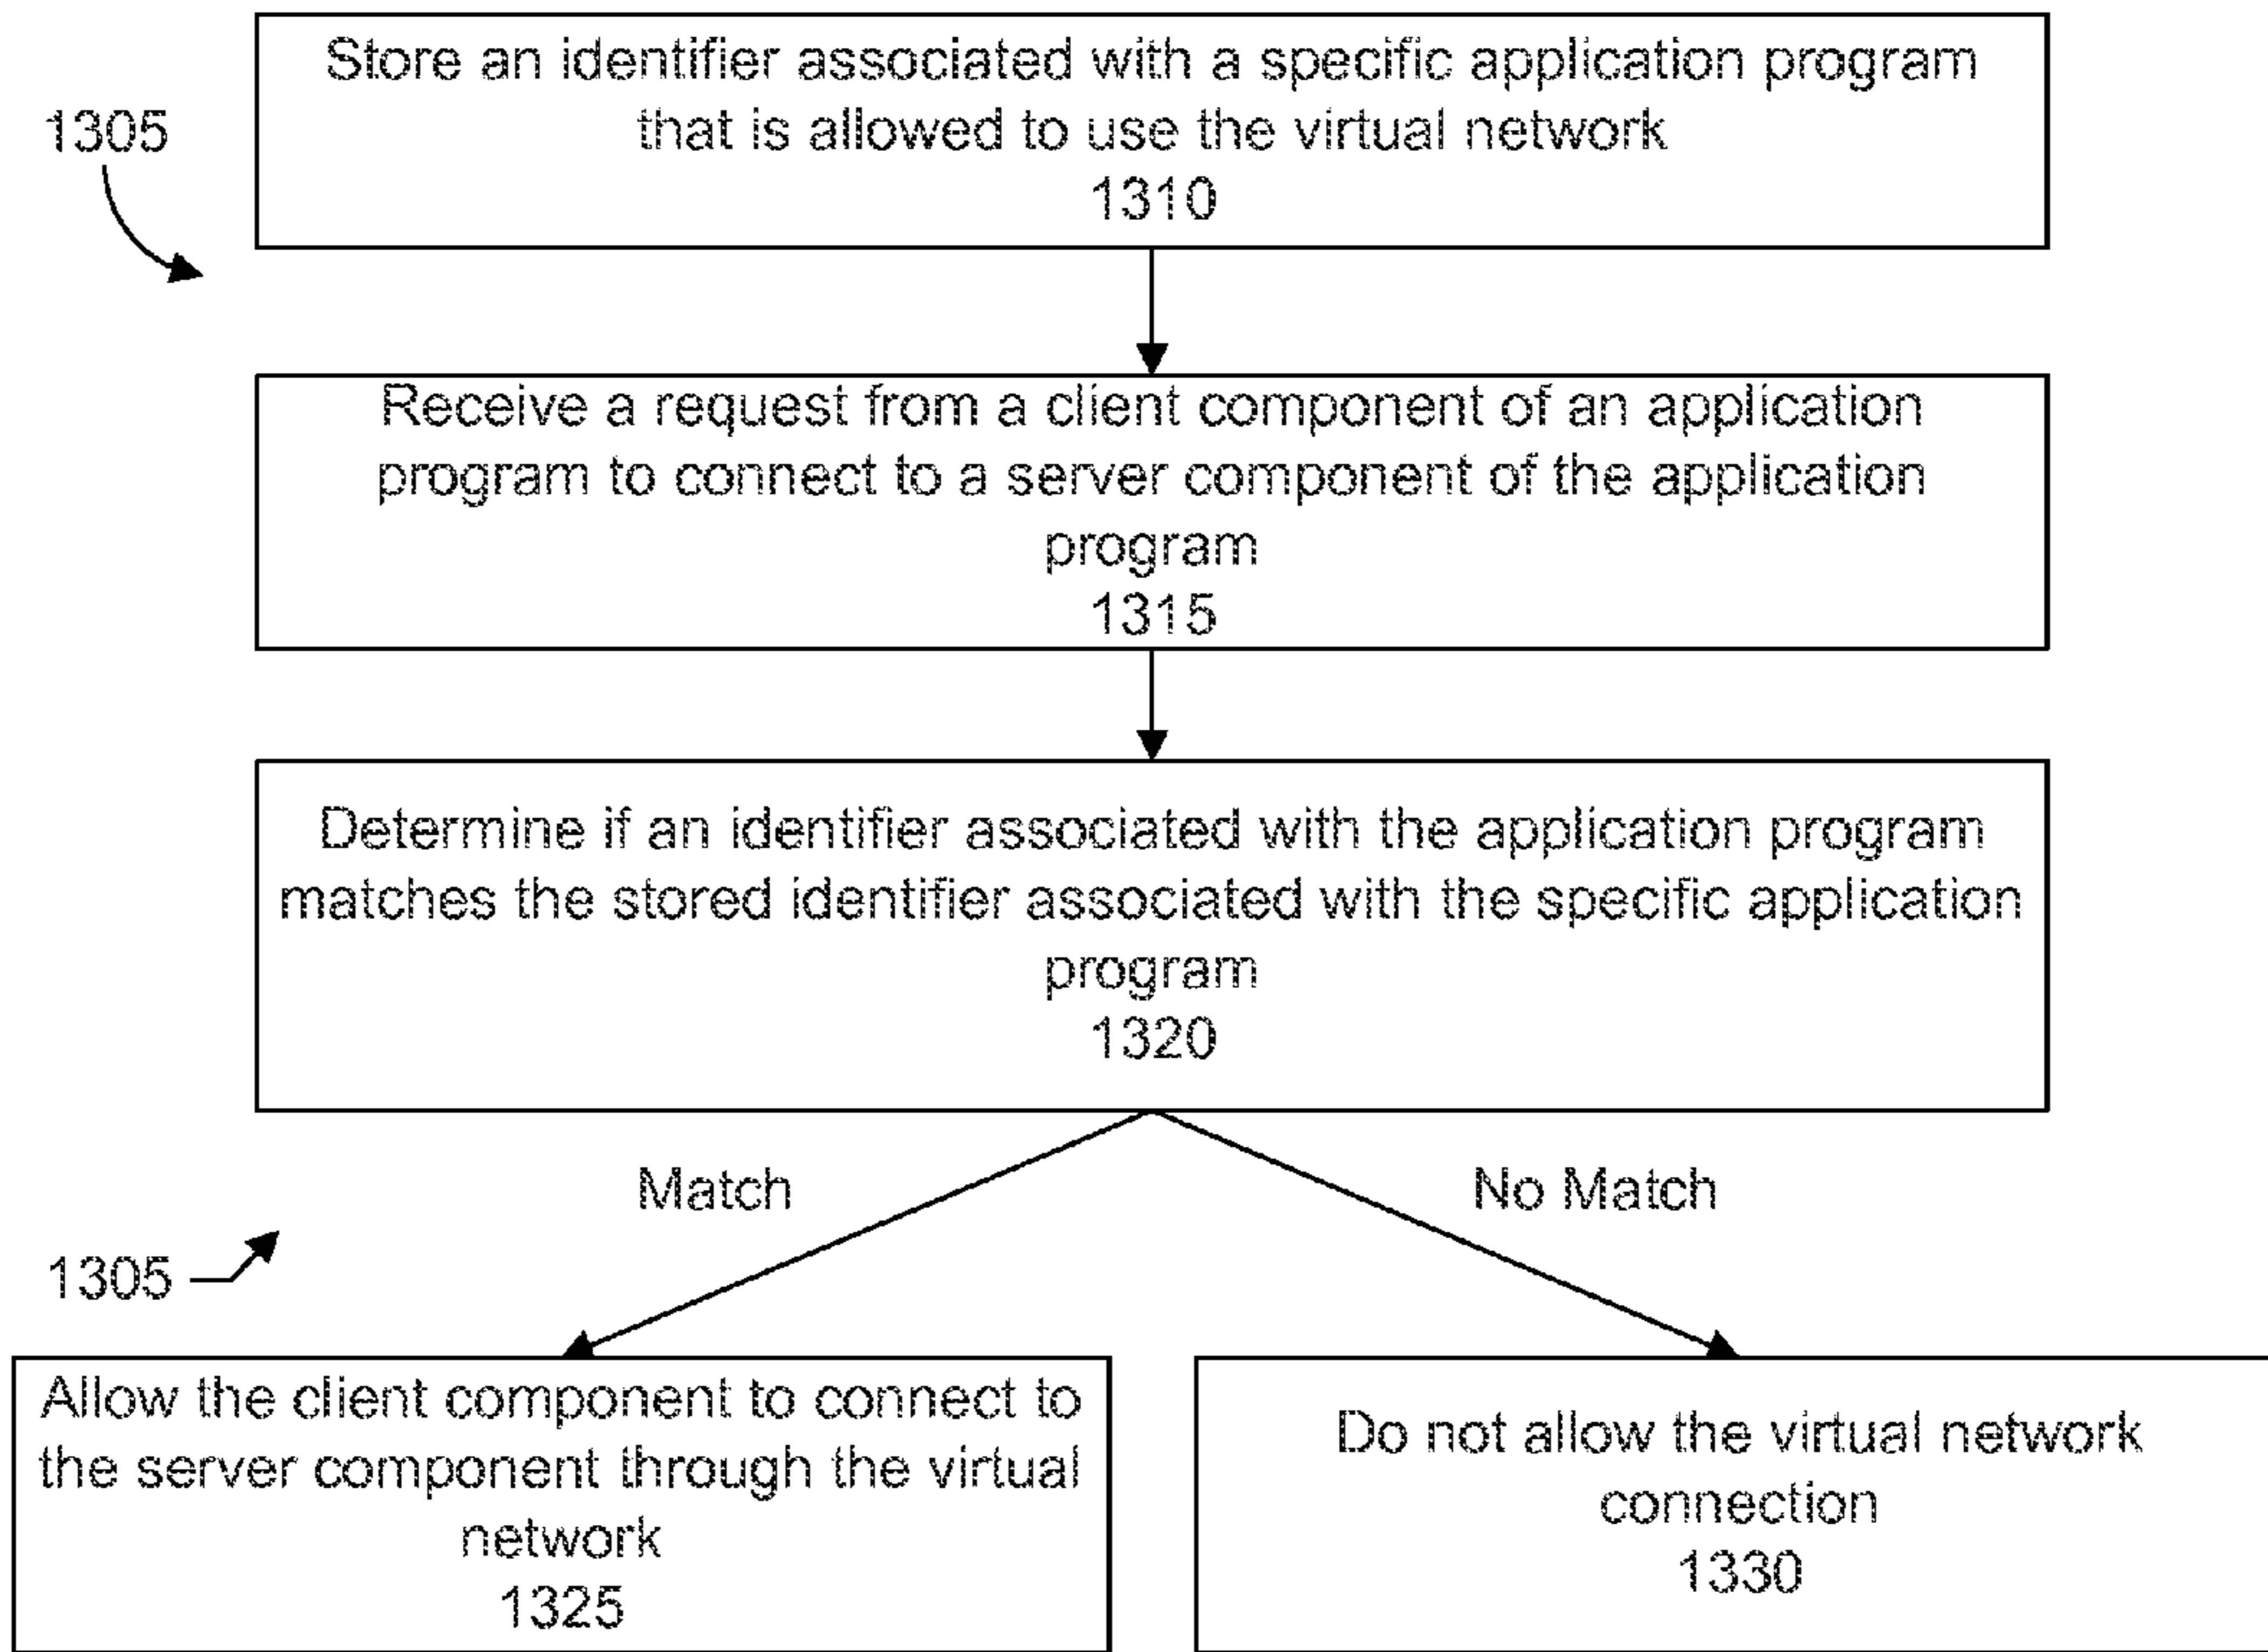 Store an identifier associated with a specific application program
that is allowed to use the virtual network
1310
1305
Receive a request from a client component of an application
program to connect to a server component of the application
program
1315
Determine if an identifier associated with the application program
matches the stored identifier associated with the specific application
program
1320
Match
No Match
1305
Allow the client component to connect to
the server component through the virtual
network
1325
Do not allow the virtual network
connection
1330